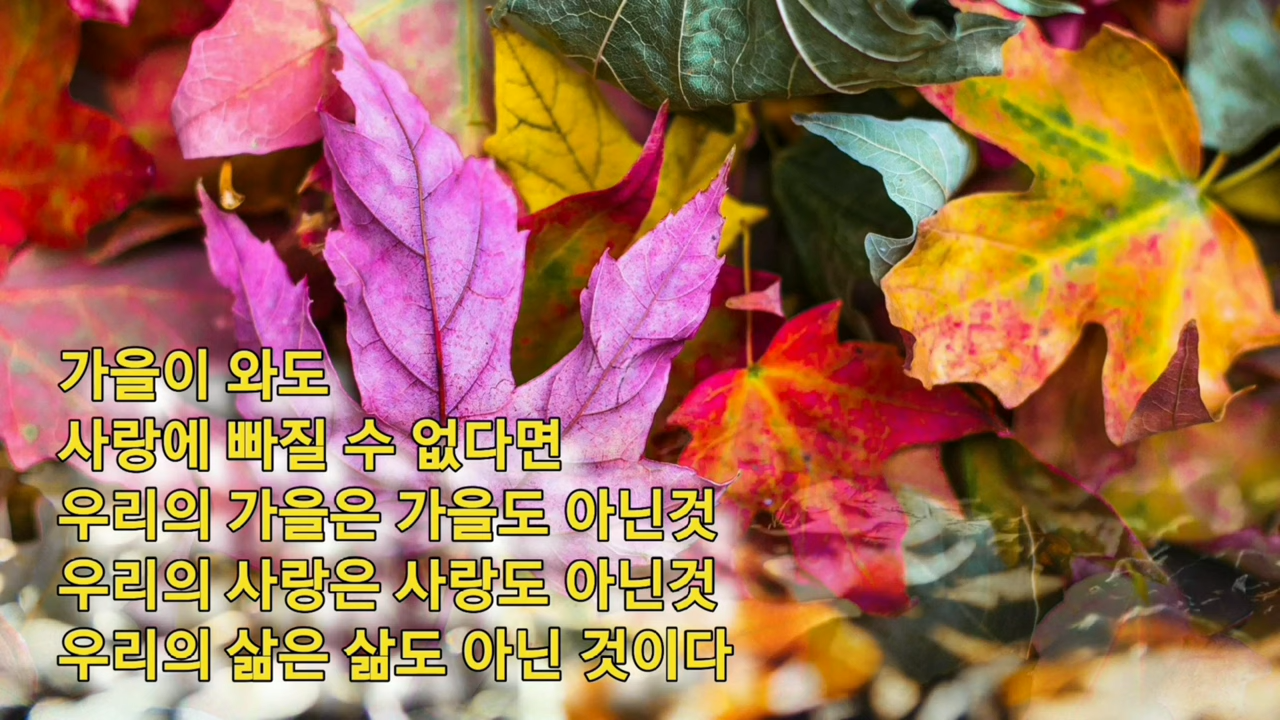 가을이 와도
사랑에 빠질 수 없다면
우리의 가을은 가을도 아닌것
우리의 사랑은 사랑도 아닌것
우리의 삶은 삶도 아닌 것이다